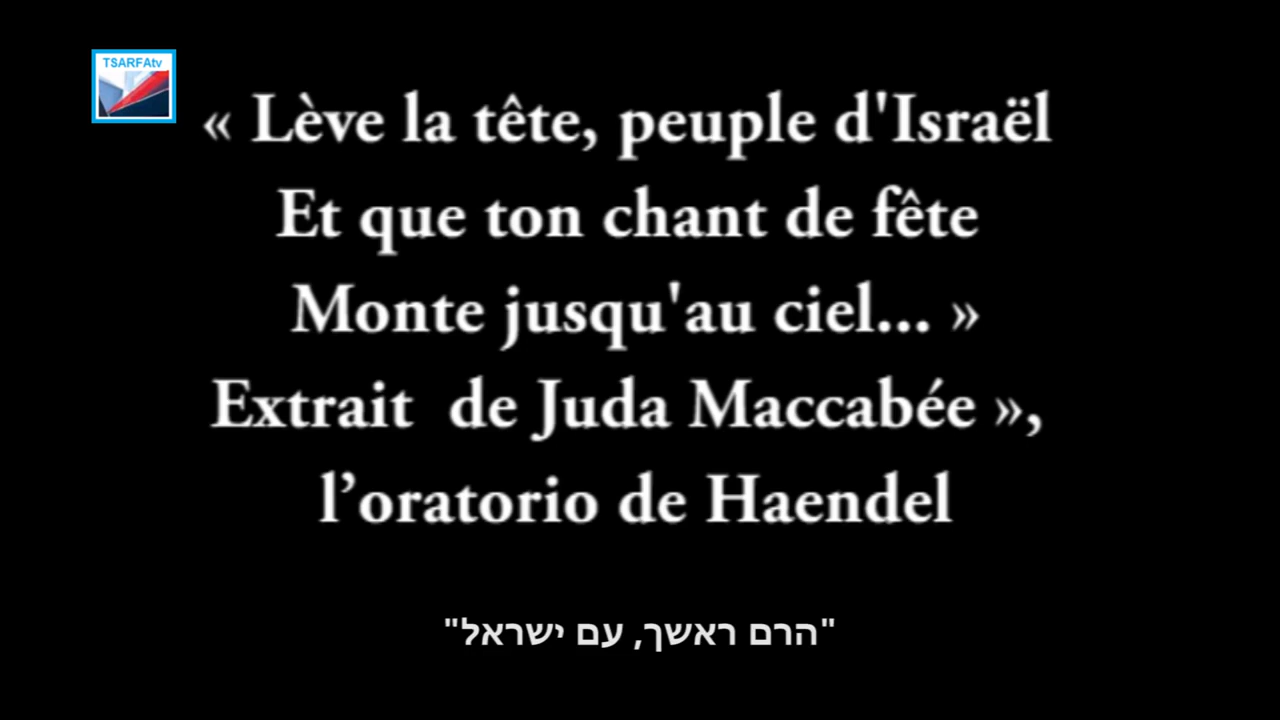 TSARFAtv
« Lève la tête, peuple d'Israël
Et que ton chant de fête
Monte jusqu'au ciel... »
Extrait  de Juda Maccabée »,
l’oratorio de Haendel
"הרם ראשך, עם ישראל"